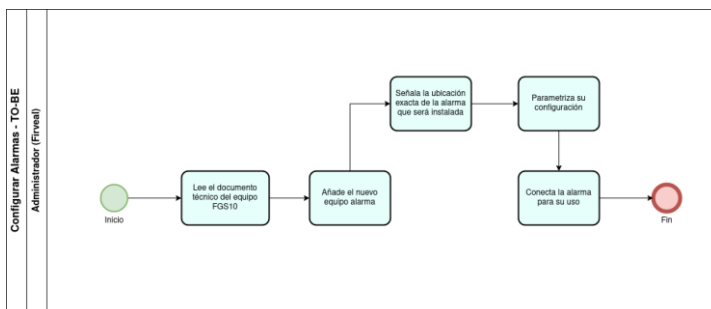 Configurar Alarmas - TO-BE
Administrador (Firveal)
Inicio
Lee el documento
técnico del equipo
FGS10
Añade el nuevo
equipo alarma
Señala la ubicación
exacta de la alarma
que será instalada
Parametriza su
configuración
Conecta la alarma
para su uso
Fin